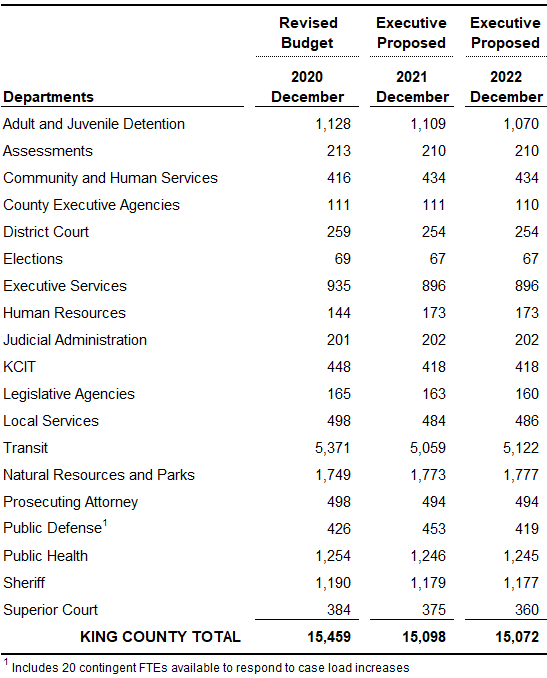 Revised Executive Executive
Budget Proposed Proposed
2020 2021 2022
Departments December December December
Adult and Juvenile Detention 1,128 1,109 1,070
Assessments 213 210 210
Community and Human Services 416 434 434
County Executive Agencies 111 111 110
District Court 259 254 254
Elections 69 67 67
Executive Services 935 896 896
Human Resources 144 173 173
Judicial Administration 201 202 202
KCIT 448 418 418
Legislative Agencies 165 163 160
Local Services 498 484 486
Transit 5,371 5,059 5,122
Natural Resources and Parks 1,749 1,773 1,777
Prosecuting Attorney 498 494 494
Public Defense¹ 426 453 419
Public Health 1,254 1,246 1,245
Sheriff 1,190 1,179 1,177
Superior Court 384 375 360
KING COUNTY TOTAL 15,459 15,098 15,072
¹ Includes 20 contingent FTEs available to respond to case load increases